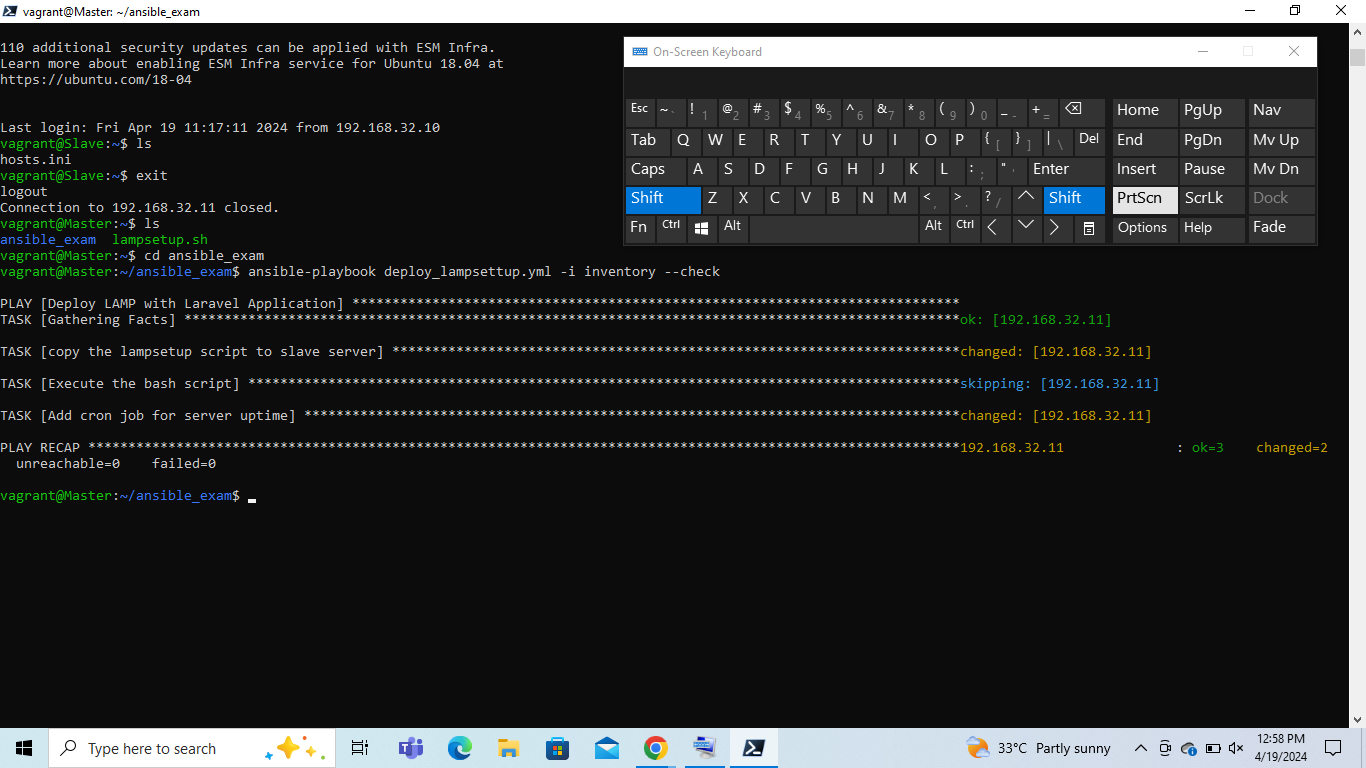 vagrant@Master: ~/ansible_exam
110 additional security updates can be applied with ESM Infra.
Learn more about enabling ESM Infra service for Ubuntu 18.04 at
https://ubuntu.com/18-04
Last login: Fri Apr 19 11:17:11 2024 from 192.168.32.10
vagrant@Slave:~$ ls
hosts.ini
vagrant@Slave:~$ exit
logout
Connection to 192.168.32.11 closed.
vagrant@Master:~$ ls
ansible_exam  lampsetup.sh
vagrant@Master:~$ cd ansible_exam
vagrant@Master:~/ansible_exam$ ansible-playbook deploy_lampsettup.yml -i inventory --check
PLAY [Deploy LAMP with Laravel Application] ****************************************************************************
TASK [Gathering Facts] *************************************************************************************************ok: [192.168.32.11]
TASK [copy the lampsetup script to slave server] ***********************************************************************changed: [192.168.32.11]
TASK [Execute the bash script] *****************************************************************************************skipping: [192.168.32.11]
TASK [Add cron job for server uptime] **********************************************************************************changed: [192.168.32.11]
PLAY RECAP *************************************************************************************************************192.168.32.11              : ok=3    changed=2
  unreachable=0    failed=0
vagrant@Master:~/ansible_exam$
On-Screen Keyboard
Esc ~ ` ! 1 @ 2 # 3 $ 4 % 5 ^ 6 & 7 * 8 ( 9 ) 0 _ - + = Home PgUp Nav
Tab Q W E R T Y U I O P { [ } ] | \ Del End PgDn Mv Up
Caps A S D F G H J K L : ; " ' Enter Insert Pause Mv Dn
Shift Z X C V B N M < , > . ? / Shift PrtScn ScrLk Dock
Fn Ctrl Alt Alt Ctrl Options Help Fade
Type here to search
33°C Partly sunny
12:58 PM
4/19/2024